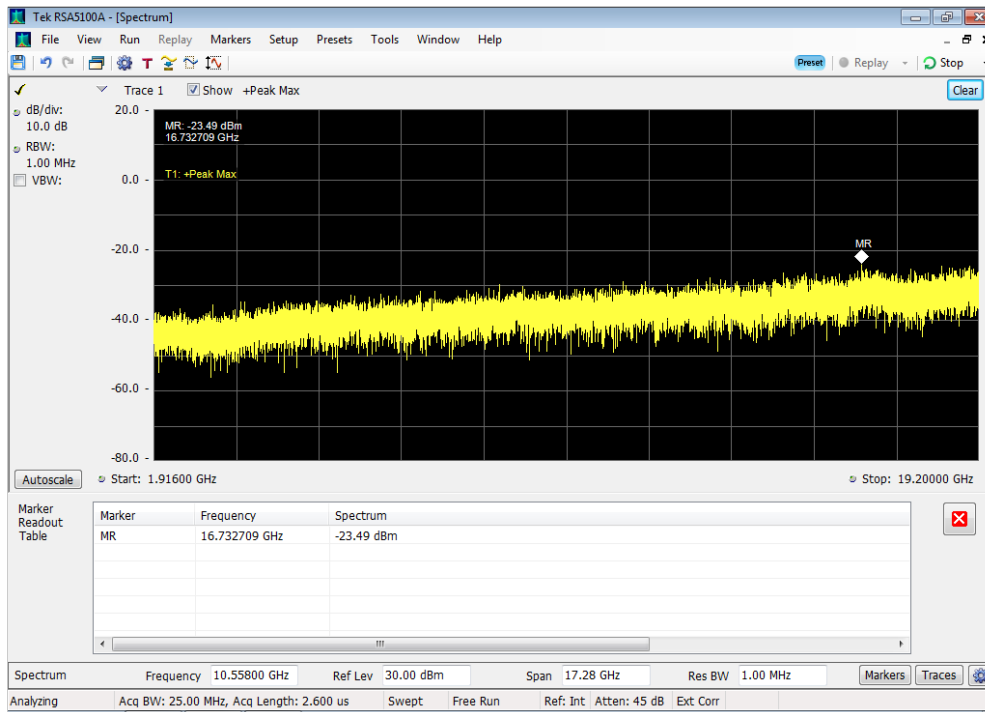 Tek RSA5100A - [Spectrum]
File View Run Replay Markers Setup Presets Tools Window Help
T Preset Replay Stop
Trace 1 Show +Peak Max Clear
dB/div:
10.0 dB
RBW:
1.00 MHz
VBW:
20.0
0.0
-20.0
-40.0
-60.0
-80.0
MR: -23.49 dBm
16.732709 GHz
T1: +Peak Max
MR
Autoscale Start: 1.91600 GHz Stop: 19.20000 GHz
Marker
Readout
Table
Marker Frequency Spectrum
MR 16.732709 GHz -23.49 dBm
Spectrum Frequency 10.55800 GHz Ref Lev 30.00 dBm Span 17.28 GHz Res BW 1.00 MHz Markers Traces
Analyzing Acq BW: 25.00 MHz, Acq Length: 2.600 us Swept Free Run Ref: Int Atten: 45 dB Ext Corr